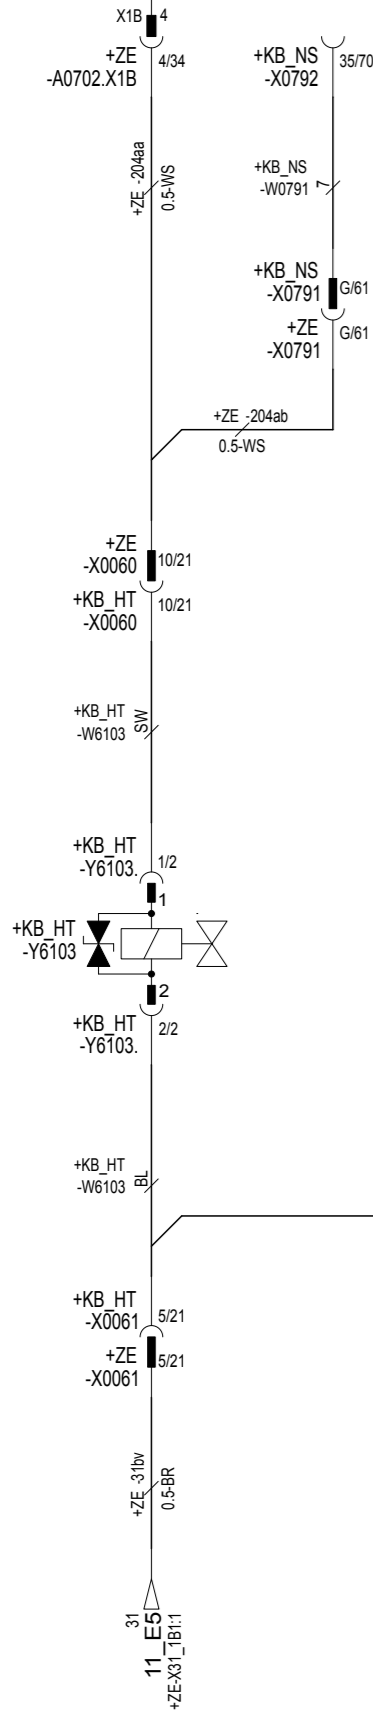 X1B 4
+ZE 4/34
-A0702.X1B
+KB_NS 35/70
-X0792
+ZE -204aa
0.5-WS
+KB_NS
-W0791 7
+KB_NS
-X0791 G/61
+ZE G/61
-X0791
+ZE -204ab
0.5-WS
+ZE
-X0060 10/21
+KB_HT 10/21
-X0060
+KB_HT
-W6103 SW
+KB_HT 1/2
-Y6103.
1
+KB_HT
-Y6103
2
+KB_HT 2/2
-Y6103.
+KB_HT
-W6103 BL
+KB_HT 5/21
-X0061
+ZE 5/21
-X0061
+ZE -31bv
0.5-BR
31
11_E5
+ZE-X31_1B1:1